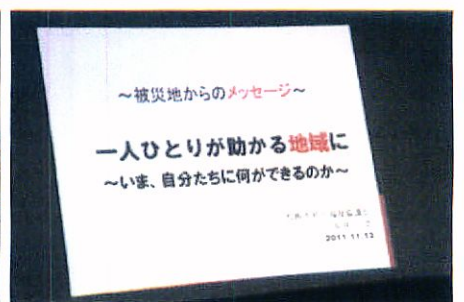 ～被災地からのメッセージ～
一人ひとりが助かる地域に
～いま、自分たちに何ができるのか～
2011.11.12